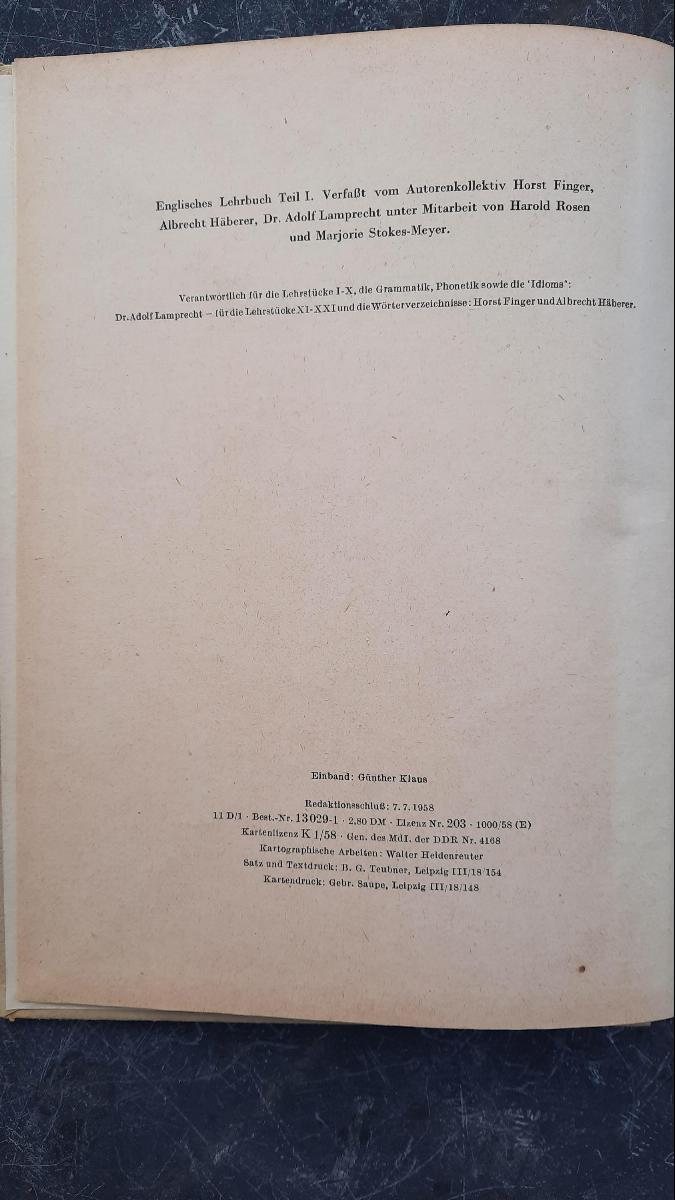 Englisches Lehrbuch Teil I. Verfaßt vom Autorenkollektiv Horst Finger,
Albrecht Häberer, Dr. Adolf Lamprecht unter Mitarbeit von Harold Rosen
und Marjorie Stokes-Meyer.
Verantwortlich für die Lehrstücke I-X, die Grammatik, Phonetik sowie die 'Idioms':
Dr. Adolf Lamprecht – für die Lehrstücke XI-XXI und die Wörterverzeichnisse: Horst Finger und Albrecht Häberer.
Einband: Günther Klaus
Redaktionsschluß: 7. 7. 1958
11 D/1 · Best.-Nr. 13029-1 · 2,80 DM · Lizenz Nr. 203 · 1000/58 (E)
Kartenlizenz K 1/58 · Gen. des MdI. der DDR Nr. 4168
Kartographische Arbeiten: Walter Heidenreuter
Satz und Textdruck: B. G. Teubner, Leipzig III/18/154
Kartendruck: Gebr. Saupe, Leipzig III/18/148